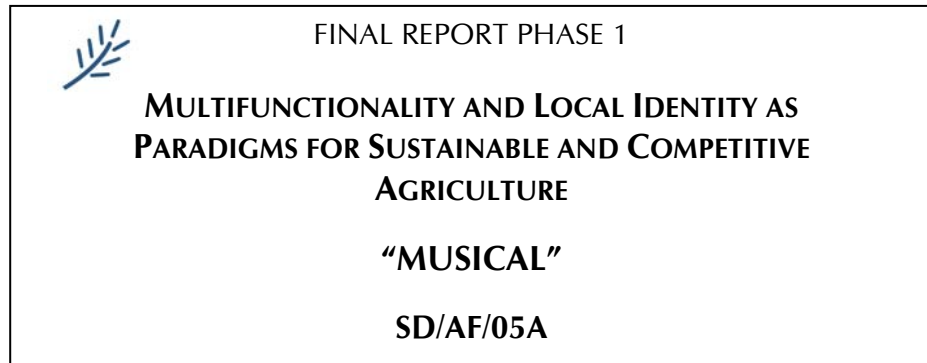 FINAL REPORT PHASE 1
MULTIFUNCTIONALITY AND LOCAL IDENTITY AS
PARADIGMS FOR SUSTAINABLE AND COMPETITIVE
AGRICULTURE
“MUSICAL”
SD/AF/05A